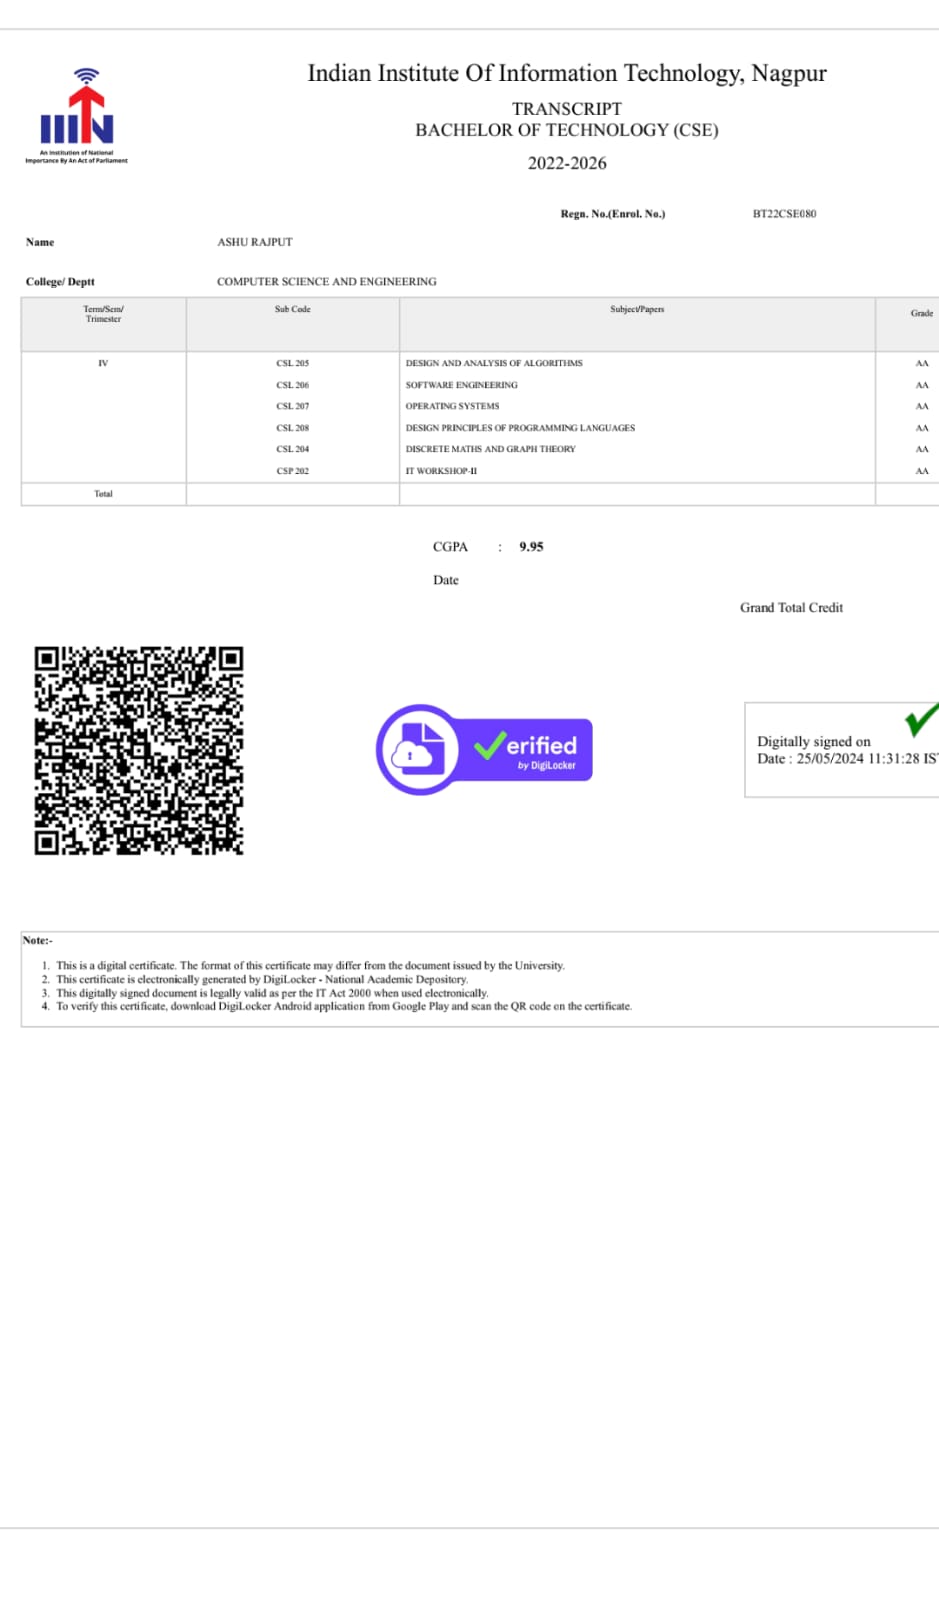 Indian Institute Of Information Technology, Nagpur
TRANSCRIPT
BACHELOR OF TECHNOLOGY (CSE)
2022-2026
IIIN
An Institution of National
Importance By An Act of Parliament
Regn. No.(Enrol. No.) BT22CSE080
Name ASHU RAJPUT
College/ Deptt COMPUTER SCIENCE AND ENGINEERING
Term/Sem/ Trimester Sub Code Subject/Papers Grade
IV CSL 205 DESIGN AND ANALYSIS OF ALGORITHMS AA
CSL 206 SOFTWARE ENGINEERING AA
CSL 207 OPERATING SYSTEMS AA
CSL 208 DESIGN PRINCIPLES OF PROGRAMMING LANGUAGES AA
CSL 204 DISCRETE MATHS AND GRAPH THEORY AA
CSP 202 IT WORKSHOP-II AA
Total
CGPA : 9.95
Date
Grand Total Credit
Verified
by DigiLocker
Digitally signed on
Date : 25/05/2024 11:31:28 IST
Note:-
1. This is a digital certificate. The format of this certificate may differ from the document issued by the University.
2. This certificate is electronically generated by DigiLocker - National Academic Depository.
3. This digitally signed document is legally valid as per the IT Act 2000 when used electronically.
4. To verify this certificate, download DigiLocker Android application from Google Play and scan the QR code on the certificate.